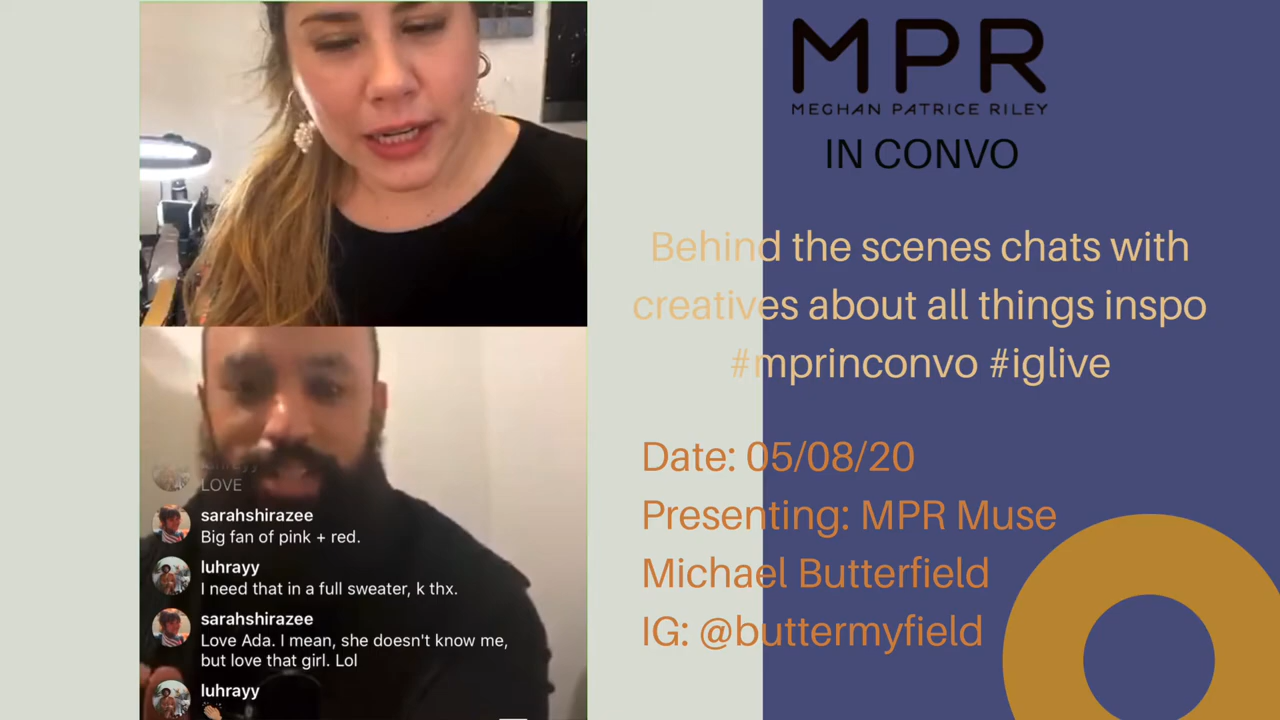 MPR
MEGHAN PATRICE RILEY
IN CONVO
Behind the scenes chats with
creatives about all things inspo
#mprinconvo #iglive
Date: 05/08/20
Presenting: MPR Muse
Michael Butterfield
IG: @buttermyfield
luhrayy
LOVE
sarahshirazee
Big fan of pink + red.
luhrayy
I need that in a full sweater, k thx.
sarahshirazee
Love Ada. I mean, she doesn't know me,
but love that girl. Lol
luhrayy
👏🏼